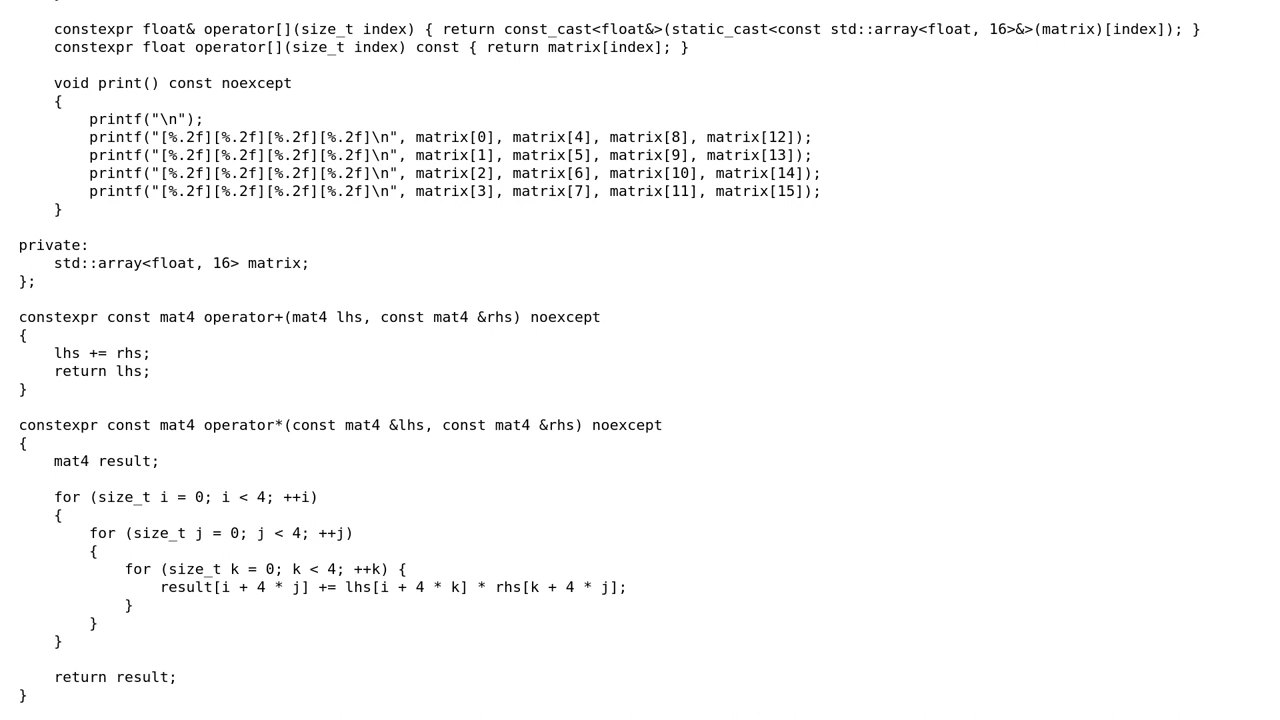 constexpr float& operator[](size_t index) { return const_cast<float&>(static_cast<const std::array<float, 16>&>(matrix)[index]); }
    constexpr float operator[](size_t index) const { return matrix[index]; }

    void print() const noexcept
    {
        printf("\n");
        printf("[%.2f][%.2f][%.2f][%.2f]\n", matrix[0], matrix[4], matrix[8], matrix[12]);
        printf("[%.2f][%.2f][%.2f][%.2f]\n", matrix[1], matrix[5], matrix[9], matrix[13]);
        printf("[%.2f][%.2f][%.2f][%.2f]\n", matrix[2], matrix[6], matrix[10], matrix[14]);
        printf("[%.2f][%.2f][%.2f][%.2f]\n", matrix[3], matrix[7], matrix[11], matrix[15]);
    }

private:
    std::array<float, 16> matrix;
};

constexpr const mat4 operator+(mat4 lhs, const mat4 &rhs) noexcept
{
    lhs += rhs;
    return lhs;
}

constexpr const mat4 operator*(const mat4 &lhs, const mat4 &rhs) noexcept
{
    mat4 result;

    for (size_t i = 0; i < 4; ++i)
    {
        for (size_t j = 0; j < 4; ++j)
        {
            for (size_t k = 0; k < 4; ++k) {
                result[i + 4 * j] += lhs[i + 4 * k] * rhs[k + 4 * j];
            }
        }
    }

    return result;
}